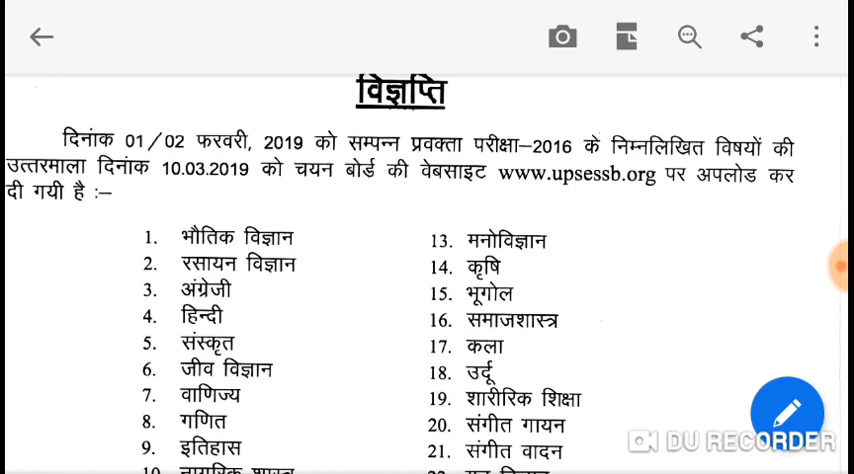 विज्ञप्ति
दिनांक 01/02 फरवरी, 2019 को सम्पन्न प्रवक्ता परीक्षा–2016 के निम्नलिखित विषयों की
उत्तरमाला दिनांक 10.03.2019 को चयन बोर्ड की वेबसाइट www.upsessb.org पर अपलोड कर
दी गयी है :–
1. भौतिक विज्ञान
2. रसायन विज्ञान
3. अंग्रेजी
4. हिन्दी
5. संस्कृत
6. जीव विज्ञान
7. वाणिज्य
8. गणित
9. इतिहास
10. नागरिक शास्त्र
13. मनोविज्ञान
14. कृषि
15. भूगोल
16. समाजशास्त्र
17. कला
18. उर्दू
19. शारीरिक शिक्षा
20. संगीत गायन
21. संगीत वादन
DU RECORDER